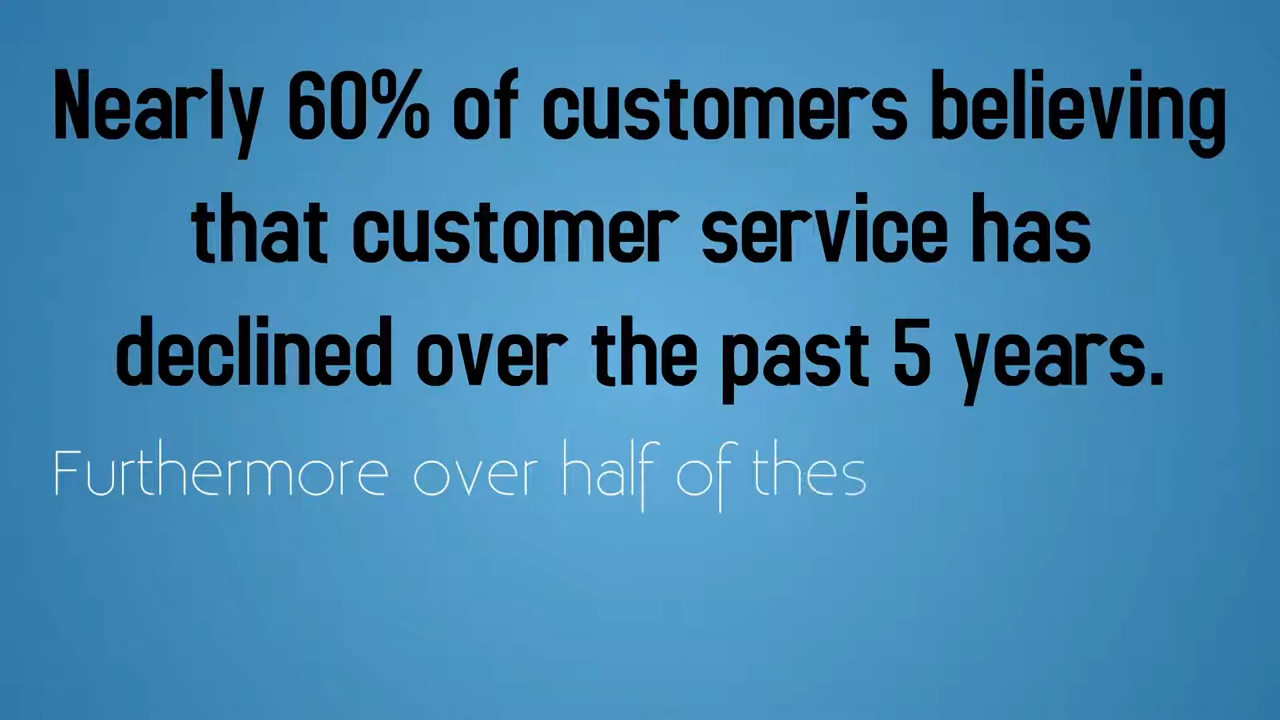 Nearly 60% of customers believing
that customer service has
declined over the past 5 years.
Furthermore over half of thes